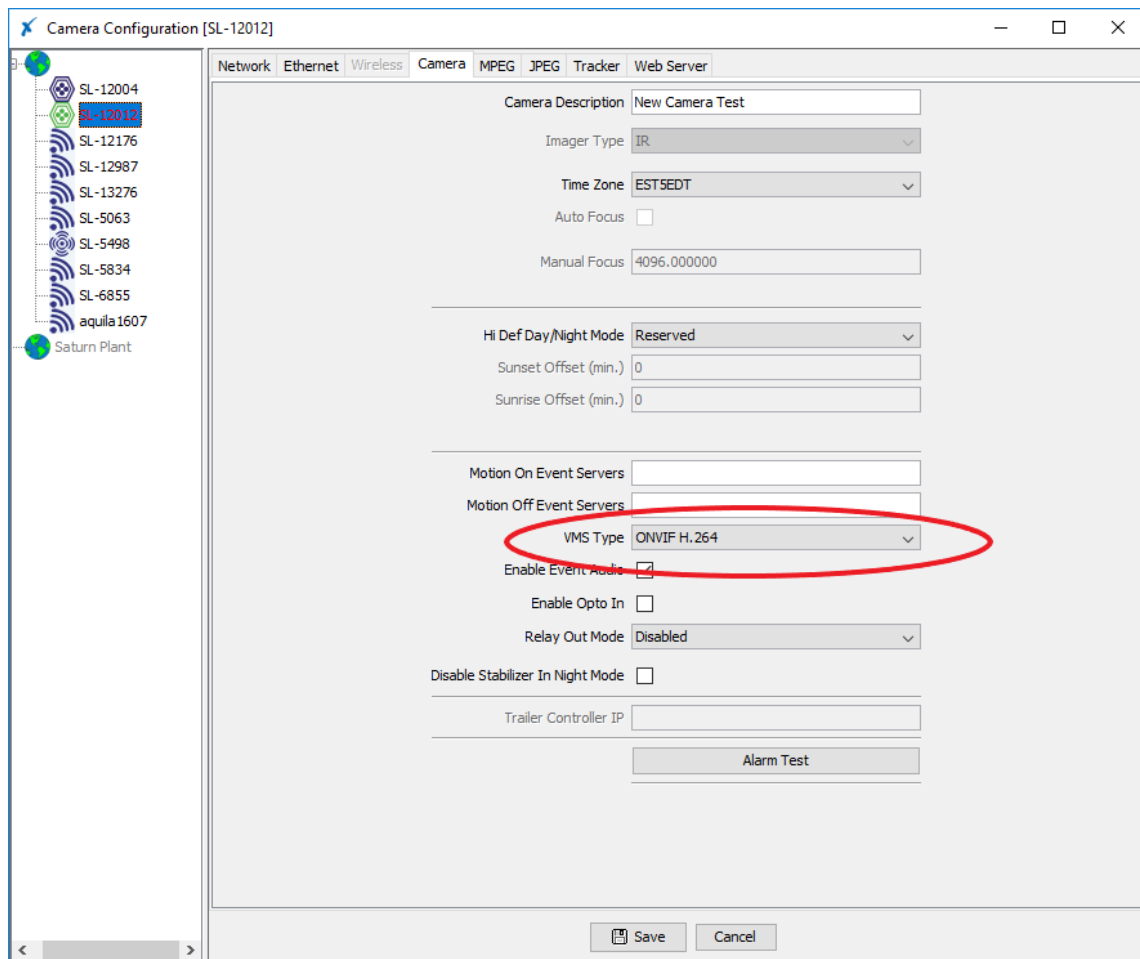 Camera Configuration [SL-12012]
SL-12004
SL-12012
SL-12176
SL-12987
SL-13276
SL-5063
SL-5498
SL-5834
SL-6855
aquila1607
Saturn Plant
Network Ethernet Wireless Camera MPEG JPEG Tracker Web Server
Camera Description New Camera Test
Imager Type IR
Time Zone EST5EDT
Auto Focus
Manual Focus 4096.000000
Hi Def Day/Night Mode Reserved
Sunset Offset (min.) 0
Sunrise Offset (min.) 0
Motion On Event Servers
Motion Off Event Servers
VMS Type ONVIF H.264
Enable Event Audio
Enable Opto In
Relay Out Mode Disabled
Disable Stabilizer In Night Mode
Trailer Controller IP
Alarm Test
Save Cancel